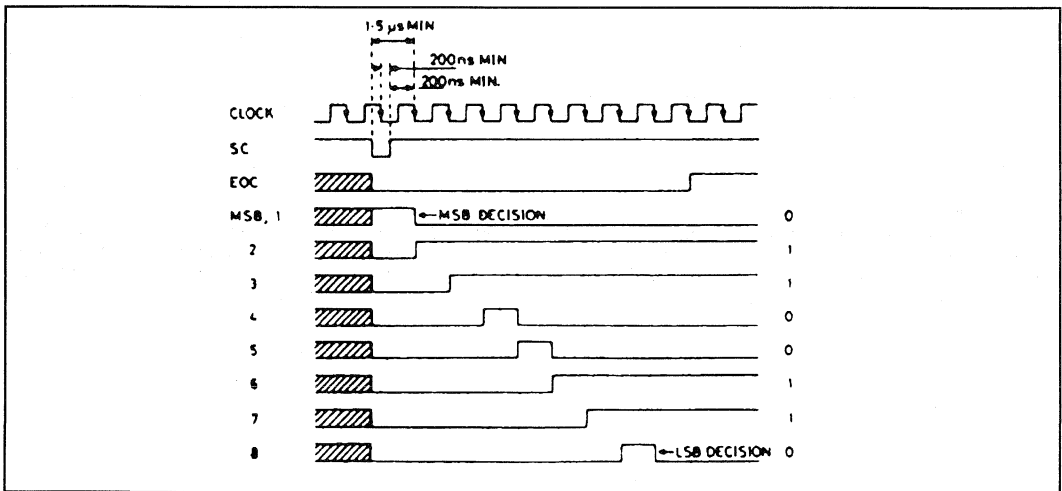 1·5 µs MIN
200ns MIN
200ns MIN.
CLOCK
SC
EOC
MSB, 1 ←MSB DECISION 0
2 1
3 1
4 0
5 0
6 1
7 1
8 ←LSB DECISION 0